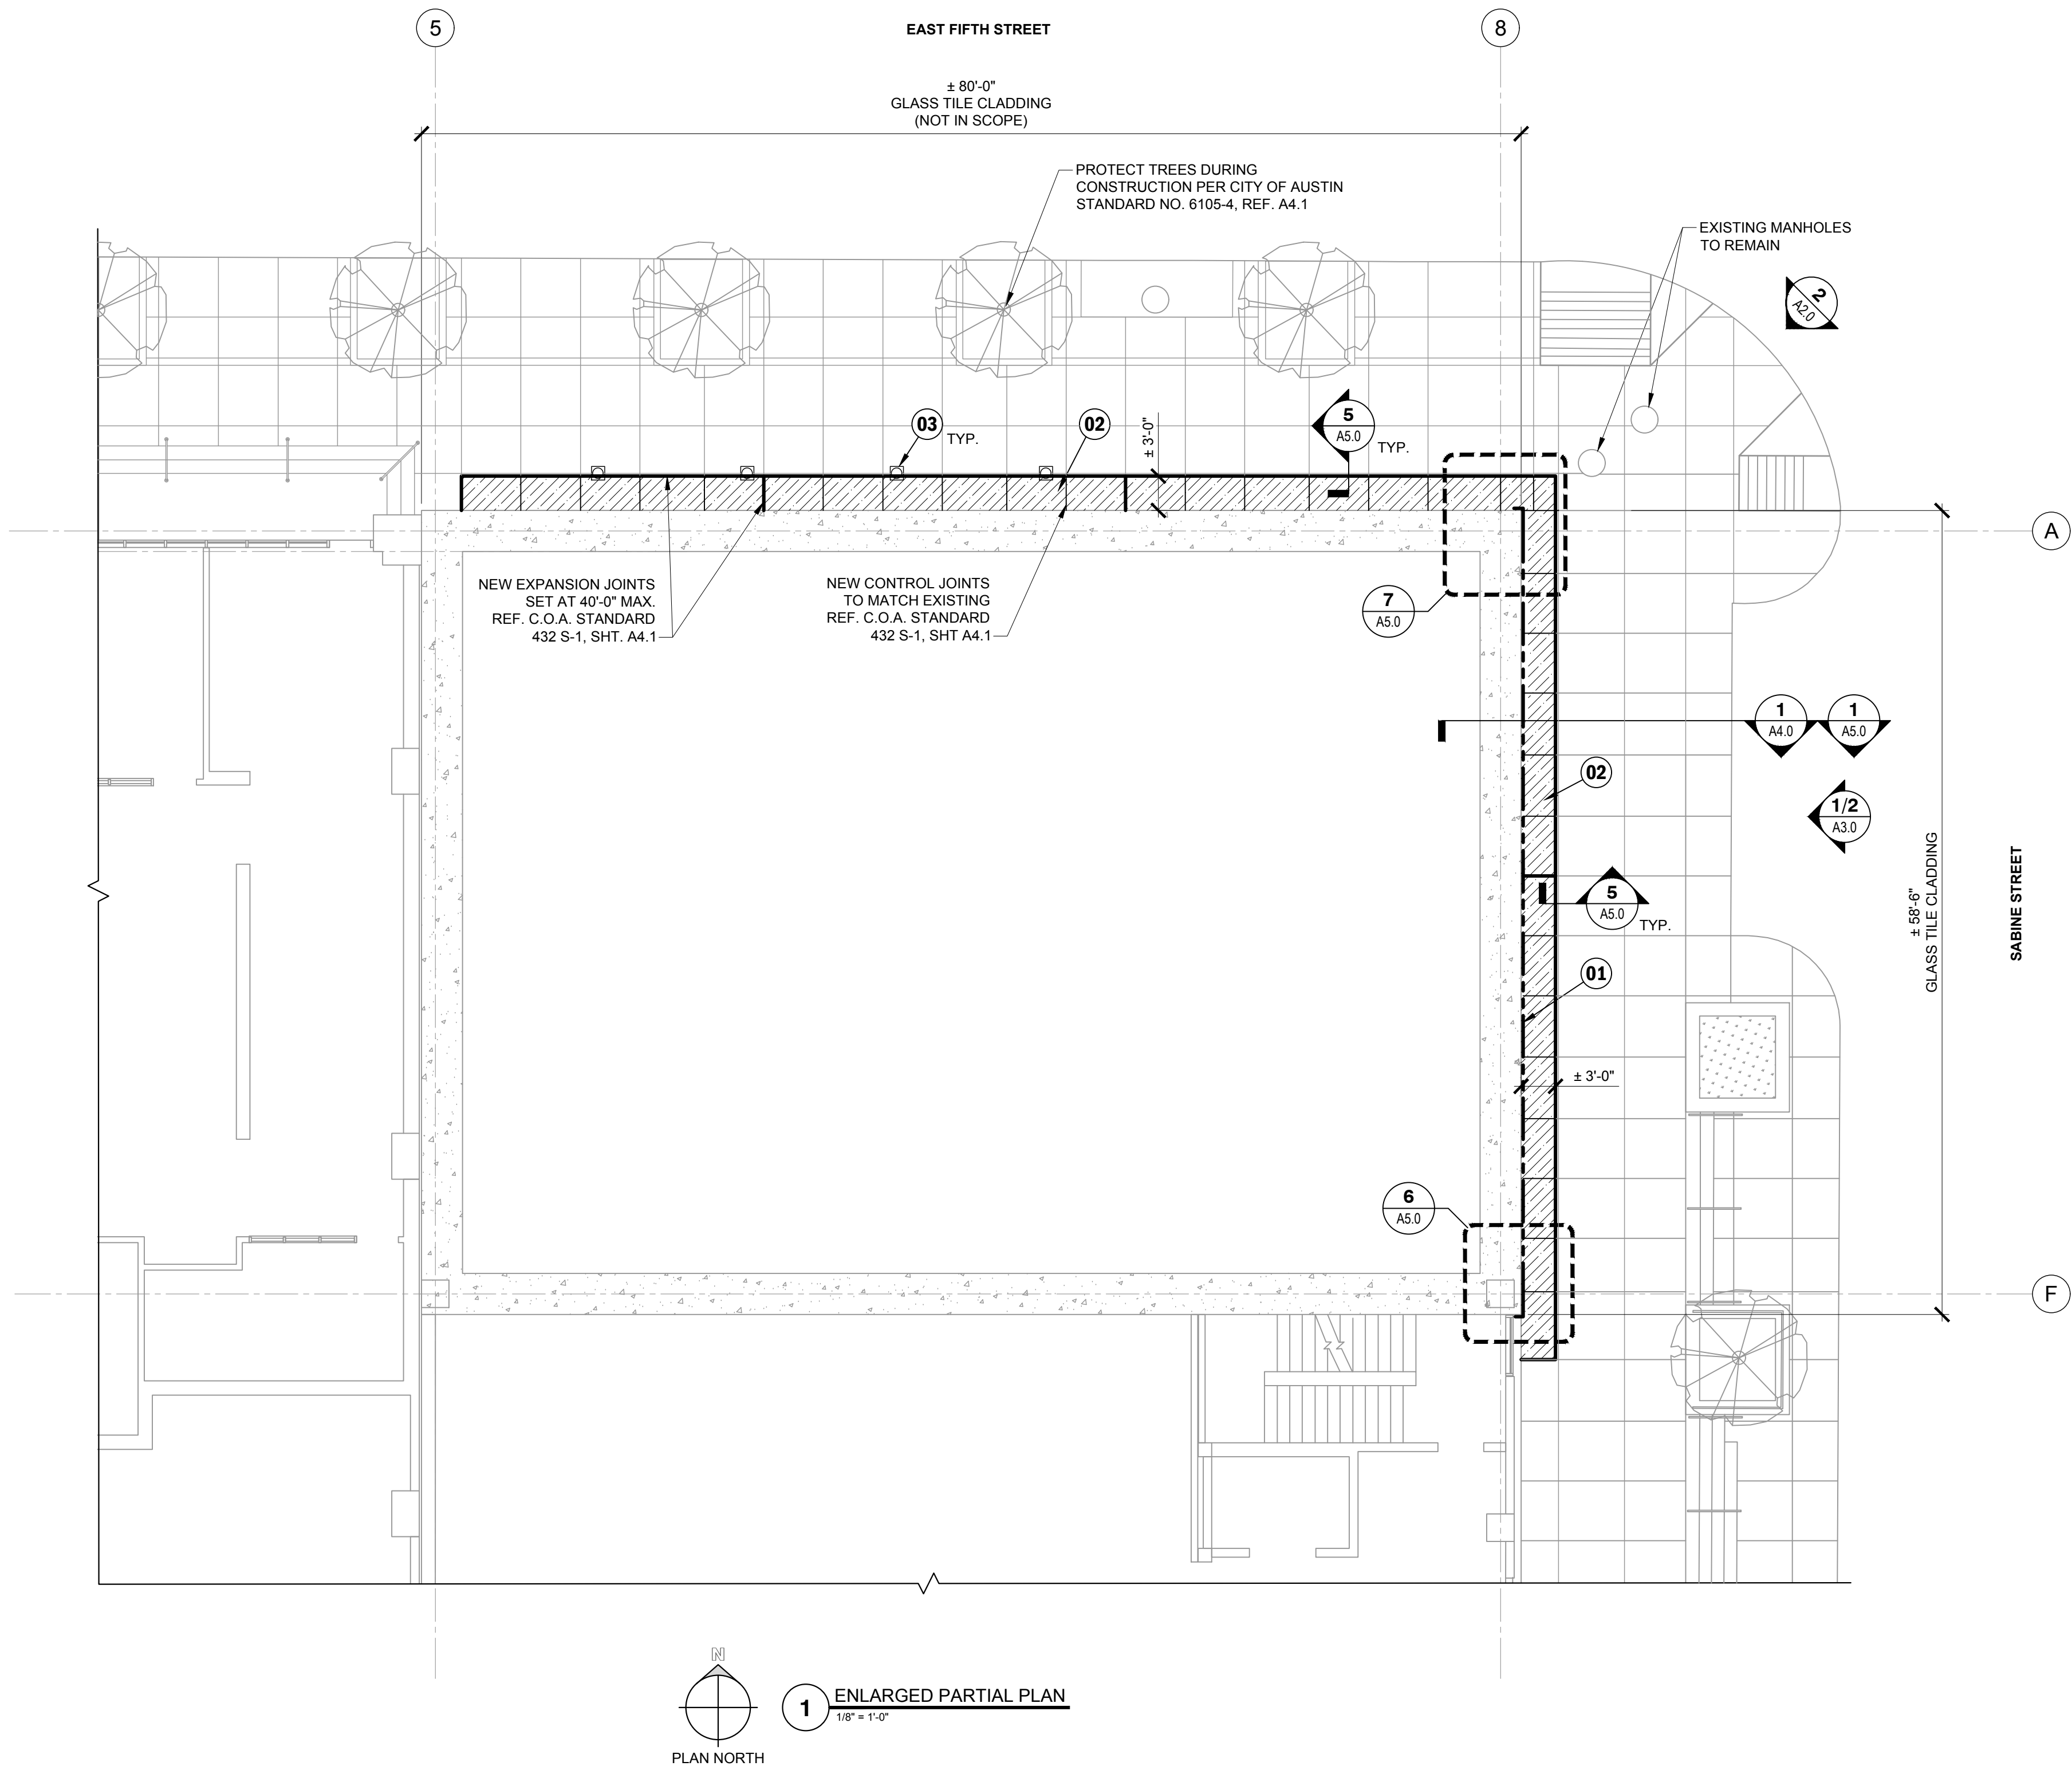 5
EAST FIFTH STREET
8
± 80'-0"
GLASS TILE CLADDING
(NOT IN SCOPE)
PROTECT TREES DURING
CONSTRUCTION PER CITY OF AUSTIN
STANDARD NO. 6105-4, REF. A4.1
EXISTING MANHOLES
TO REMAIN
2
A2.0
03
TYP.
02
± 3'-0"
5
A5.0
TYP.
A
NEW EXPANSION JOINTS
SET AT 40'-0" MAX.
REF. C.O.A. STANDARD
432 S-1, SHT. A4.1
NEW CONTROL JOINTS
TO MATCH EXISTING
REF. C.O.A. STANDARD
432 S-1, SHT A4.1
7
A5.0
1
A4.0
1
A5.0
02
1/2
A3.0
± 58'-6"
GLASS TILE CLADDING
SABINE STREET
5
A5.0
TYP.
01
± 3'-0"
6
A5.0
F
N
PLAN NORTH
1
ENLARGED PARTIAL PLAN
1/8" = 1'-0"